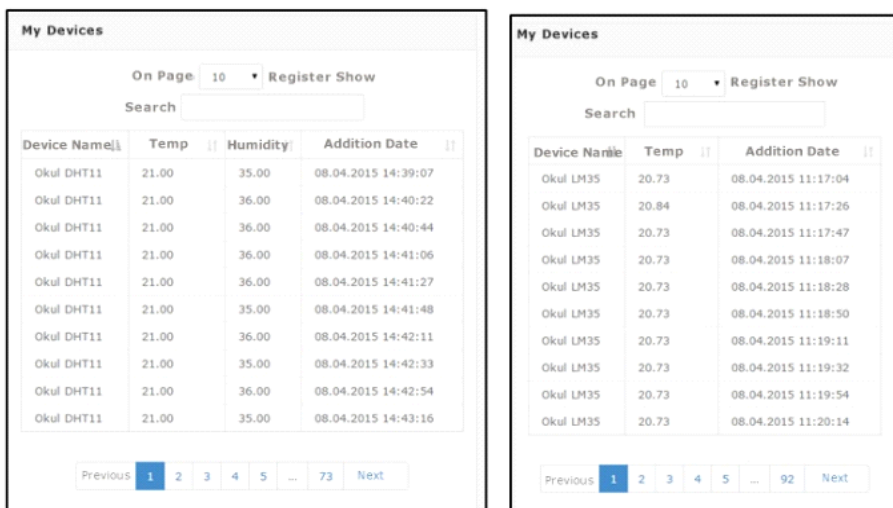 My Devices
On Page 10 Register Show
Search
Device Name Temp Humidity Addition Date
Okul DHT11 21.00 35.00 08.04.2015 14:39:07
Okul DHT11 21.00 36.00 08.04.2015 14:40:22
Okul DHT11 21.00 36.00 08.04.2015 14:40:44
Okul DHT11 21.00 36.00 08.04.2015 14:41:06
Okul DHT11 21.00 36.00 08.04.2015 14:41:27
Okul DHT11 21.00 35.00 08.04.2015 14:41:48
Okul DHT11 21.00 36.00 08.04.2015 14:42:11
Okul DHT11 21.00 35.00 08.04.2015 14:42:33
Okul DHT11 21.00 36.00 08.04.2015 14:42:54
Okul DHT11 21.00 35.00 08.04.2015 14:43:16
Previous 1 2 3 4 5 ... 73 Next
My Devices
On Page 10 Register Show
Search
Device Name Temp Addition Date
Okul LM35 20.73 08.04.2015 11:17:04
Okul LM35 20.84 08.04.2015 11:17:26
Okul LM35 20.73 08.04.2015 11:17:47
Okul LM35 20.73 08.04.2015 11:18:07
Okul LM35 20.73 08.04.2015 11:18:28
Okul LM35 20.73 08.04.2015 11:18:50
Okul LM35 20.73 08.04.2015 11:19:11
Okul LM35 20.73 08.04.2015 11:19:32
Okul LM35 20.73 08.04.2015 11:19:54
Okul LM35 20.73 08.04.2015 11:20:14
Previous 1 2 3 4 5 ... 92 Next